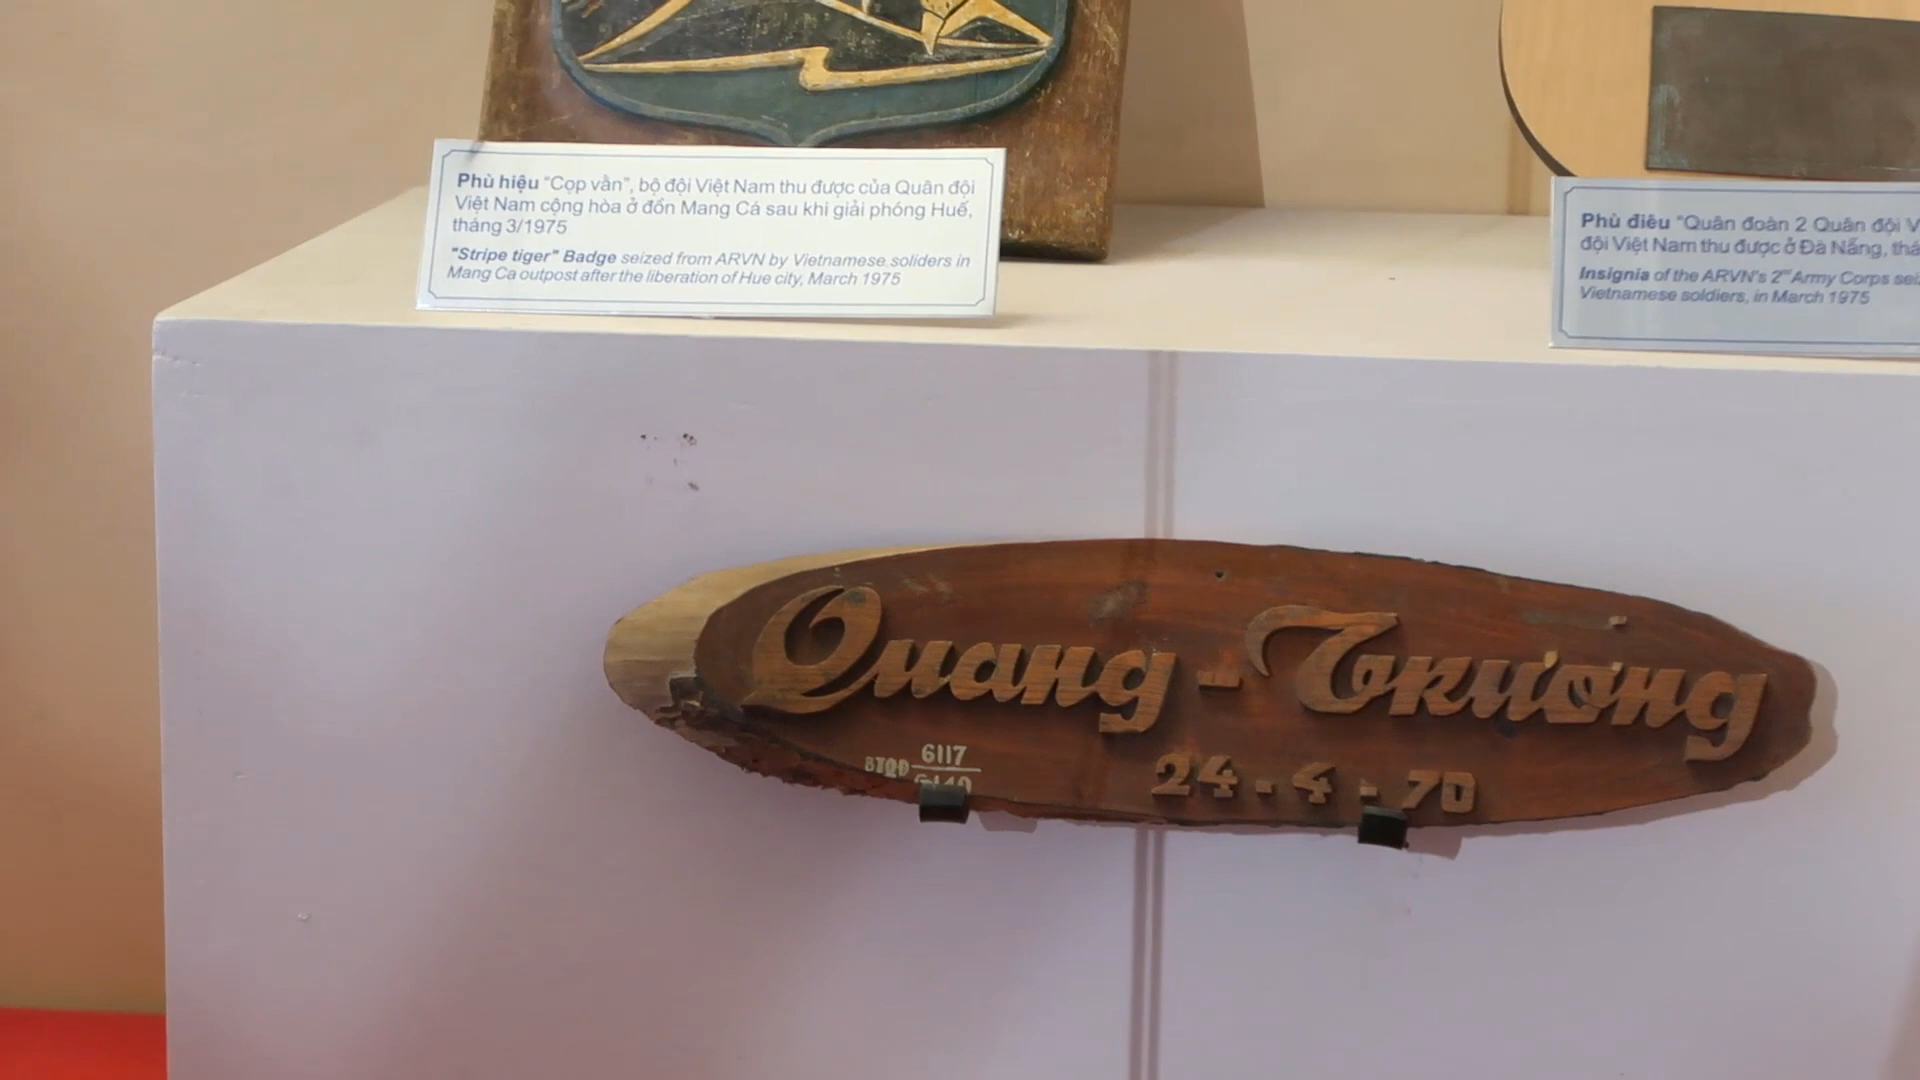 Phù hiệu "Cọp vằn", bộ đội Việt Nam thu được của Quân đội
Việt Nam cộng hòa ở đồn Mang Cá sau khi giải phóng Huế,
tháng 3/1975
"Stripe tiger" Badge seized from ARVN by Vietnamese soliders in
Mang Ca outpost after the liberation of Hue city, March 1975
Phù điêu "Quân đoàn 2 Quân đội V
đội Việt Nam thu được ở Đà Nẵng, thá
Insignia of the ARVN's 2nd Army Corps sei
Vietnamese soldiers, in March 1975
Quang - Trường
24 - 4 - 70
BTQĐ 6117